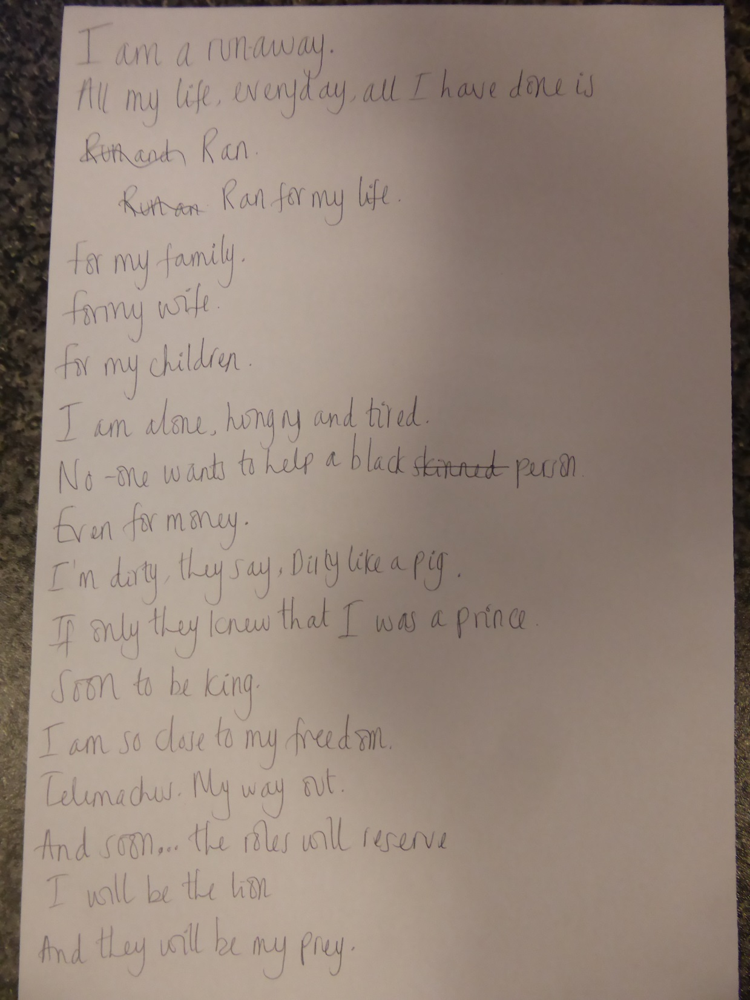 I am a runaway.
All my life, everyday, all I have done is
Run and Ran.
Run an Ran for my life.
for my family.
for my wife.
for my children.
I am alone, hungry and tired.
No-one wants to help a black skinned person.
Even for money.
I'm dirty, they say, Dirty like a pig.
If only they knew that I was a prince.
Soon to be king.
I am so close to my freedom.
Telemachus. My way out.
And soon... the roles will reserve
I will be the lion
And they will be my prey.